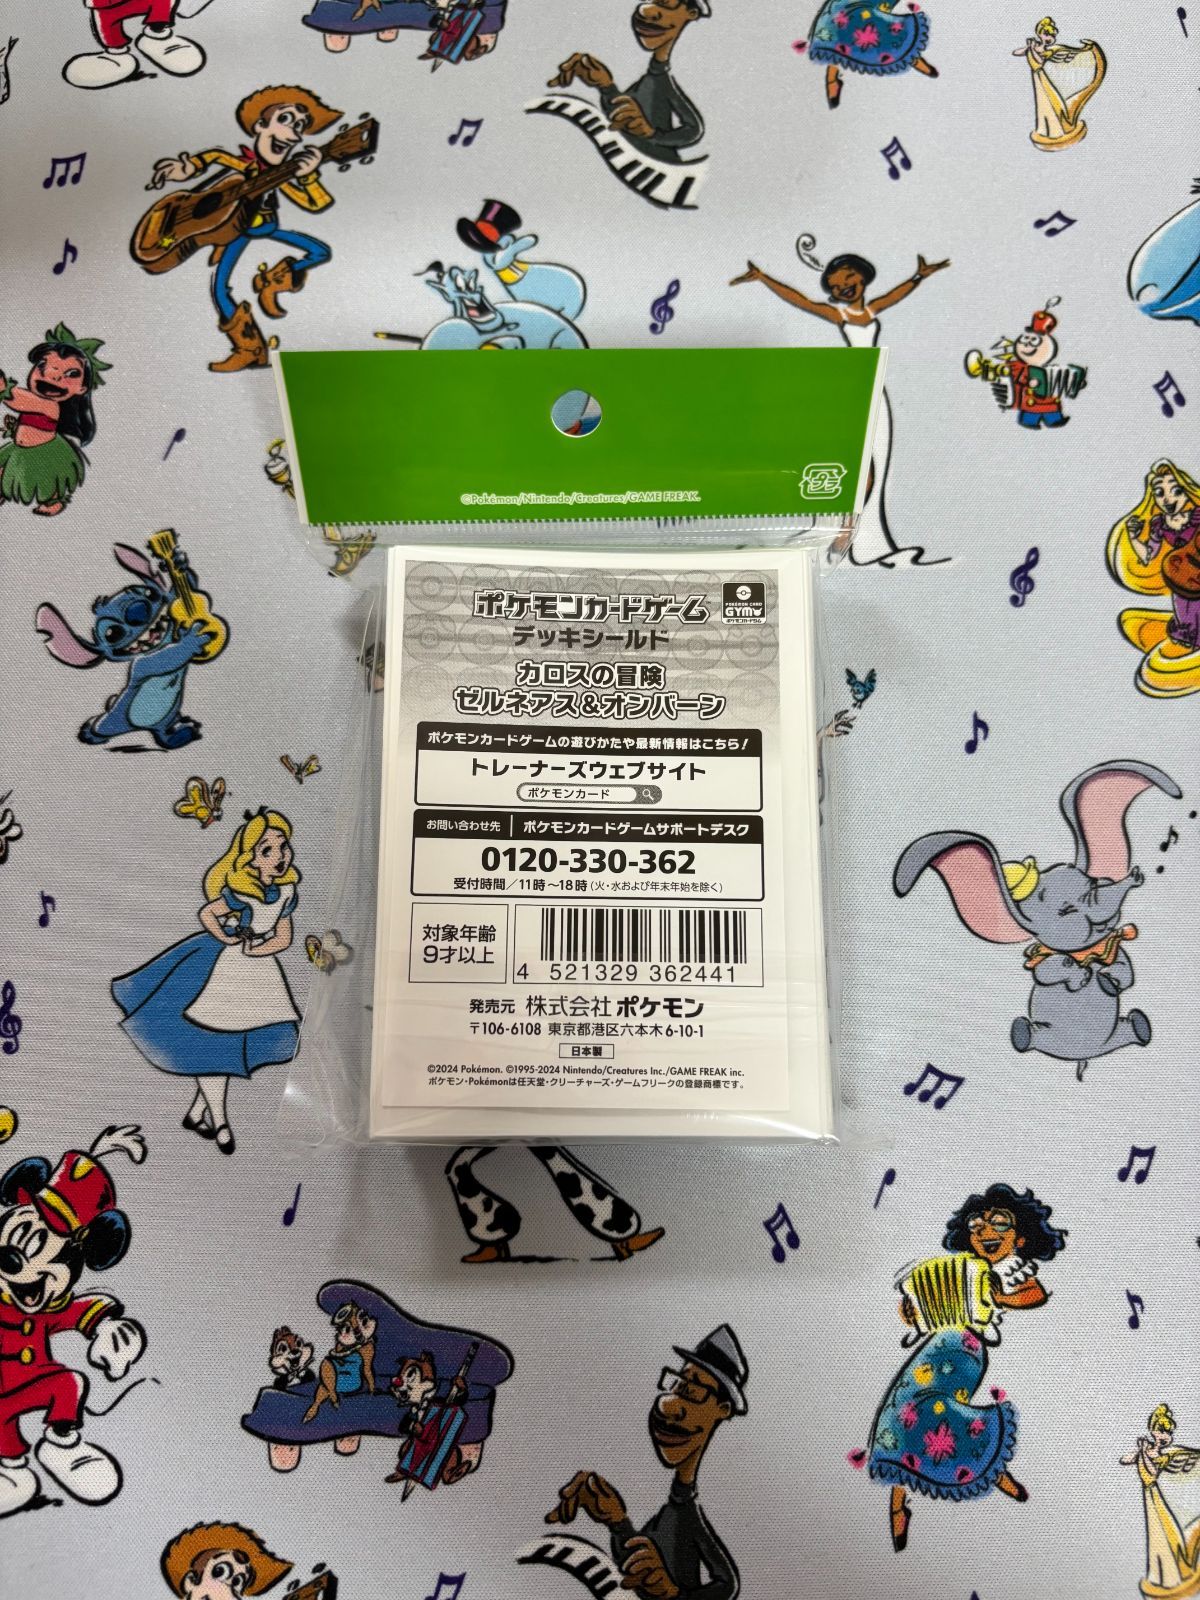 ©Pokémon/Nintendo/Creatures/GAME FREAK.
プラ
ポケモンカードゲーム
POKÉMON CARD
GYM
ポケモンカードジム
デッキシールド
カロスの冒険
ゼルネアス＆オンバーン
ポケモンカードゲームの遊びかたや最新情報はこちら！
トレーナーズウェブサイト
ポケモンカード
お問い合わせ先 ポケモンカードゲームサポートデスク
0120-330-362
受付時間／11時～18時（火・水および年末年始を除く）
対象年齢
9才以上
4 521329 362441
発売元 株式会社ポケモン
〒106-6108 東京都港区六本木6-10-1
日本製
©2024 Pokémon. ©1995-2024 Nintendo/Creatures Inc./GAME FREAK inc.
ポケモン・Pokémonは任天堂・クリーチャーズ・ゲームフリークの登録商標です。